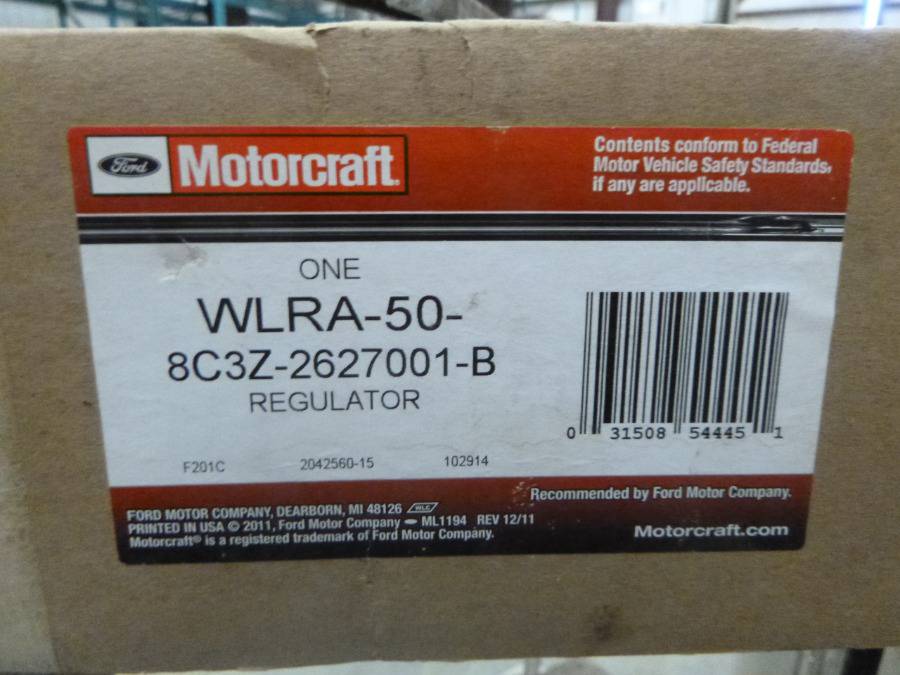 Ford Motorcraft®
Contents conform to Federal
Motor Vehicle Safety Standards,
if any are applicable.
ONE
WLRA-50-
8C3Z-2627001-B
REGULATOR
0 31508 54445 1
F201C 2042560-15 102914
Recommended by Ford Motor Company.
FORD MOTOR COMPANY, DEARBORN, MI 48126 WLC
PRINTED IN USA © 2011, Ford Motor Company ML1194 REV 12/11
Motorcraft® is a registered trademark of Ford Motor Company.
Motorcraft.com